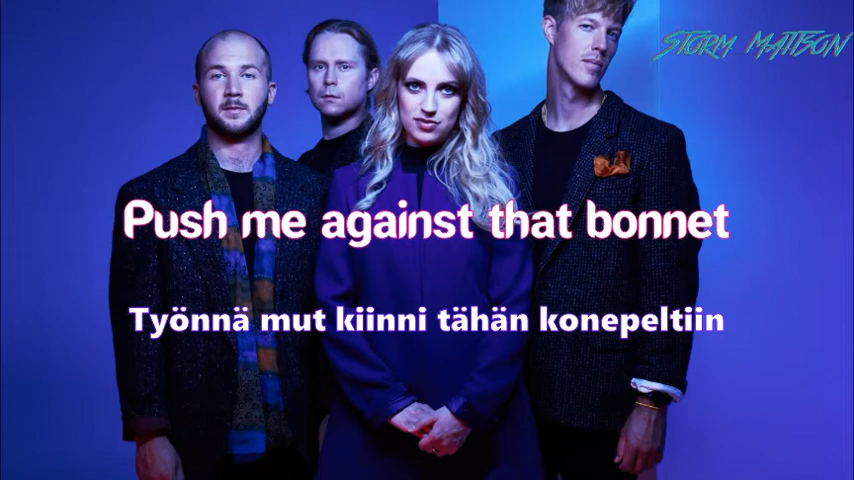 STORM MATTSON
Push me against that bonnet
Työnnä mut kiinni tähän konepeltiin